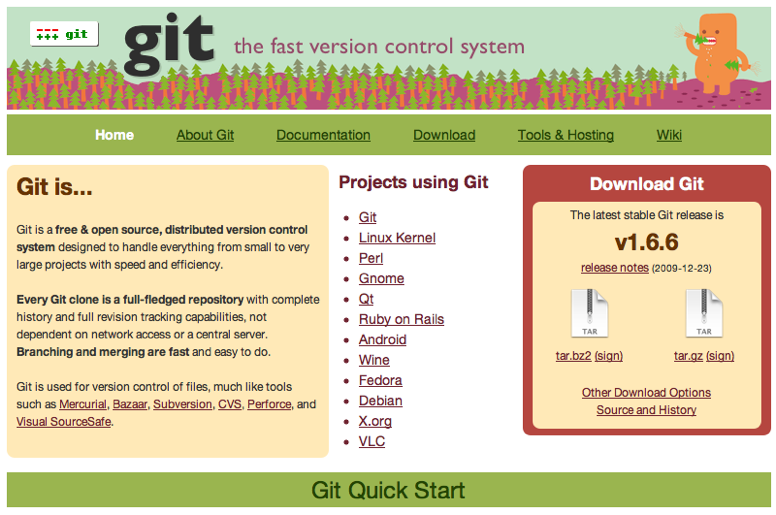 --- git
+++
git
the fast version control system
Home About Git Documentation Download Tools & Hosting Wiki
Git is...
Git is a free & open source, distributed version control
system designed to handle everything from small to very
large projects with speed and efficiency.
Every Git clone is a full-fledged repository with complete
history and full revision tracking capabilities, not
dependent on network access or a central server.
Branching and merging are fast and easy to do.
Git is used for version control of files, much like tools
such as Mercurial, Bazaar, Subversion, CVS, Perforce, and
Visual SourceSafe.
Projects using Git
Git
Linux Kernel
Perl
Gnome
Qt
Ruby on Rails
Android
Wine
Fedora
Debian
X.org
VLC
Download Git
The latest stable Git release is
v1.6.6
release notes (2009-12-23)
TAR TAR
tar.bz2 (sign) tar.gz (sign)
Other Download Options
Source and History
Git Quick Start